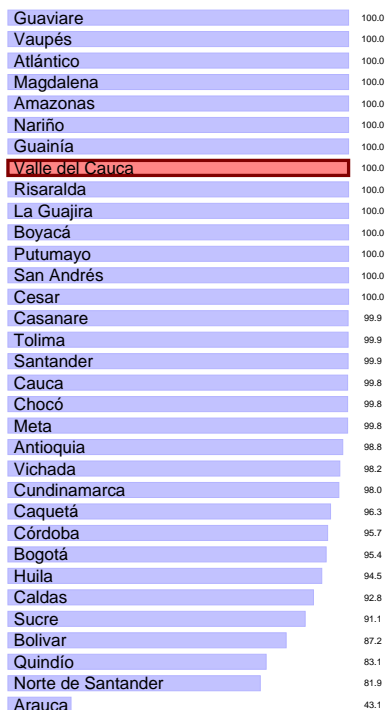 Guaviare 100.0
Vaupés 100.0
Atlántico 100.0
Magdalena 100.0
Amazonas 100.0
Nariño 100.0
Guainía 100.0
Valle del Cauca 100.0
Risaralda 100.0
La Guajira 100.0
Boyacá 100.0
Putumayo 100.0
San Andrés 100.0
Cesar 100.0
Casanare 99.9
Tolima 99.9
Santander 99.9
Cauca 99.8
Chocó 99.8
Meta 99.8
Antioquia 98.8
Vichada 98.2
Cundinamarca 98.0
Caquetá 96.3
Córdoba 95.7
Bogotá 95.4
Huila 94.5
Caldas 92.8
Sucre 91.1
Bolivar 87.2
Quindío 83.1
Norte de Santander 81.9
Arauca 43.1